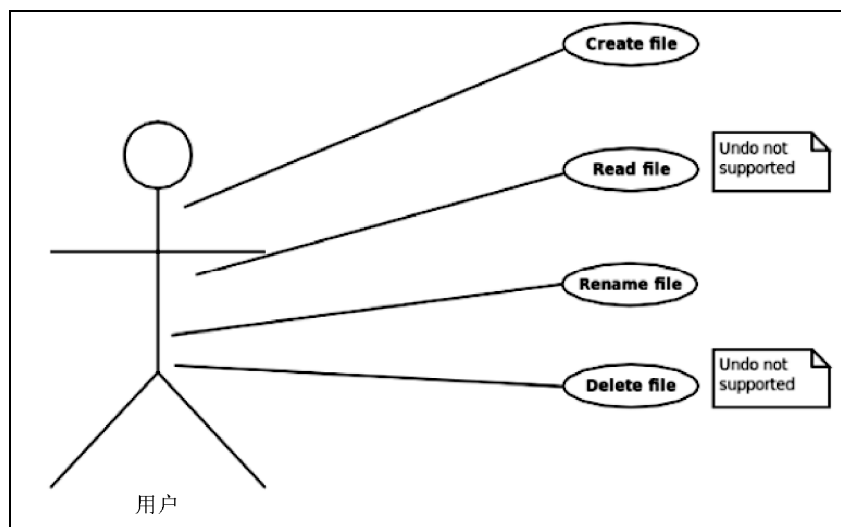 Create file
Read file
Undo not
supported
Rename file
Delete file
Undo not
supported
用户